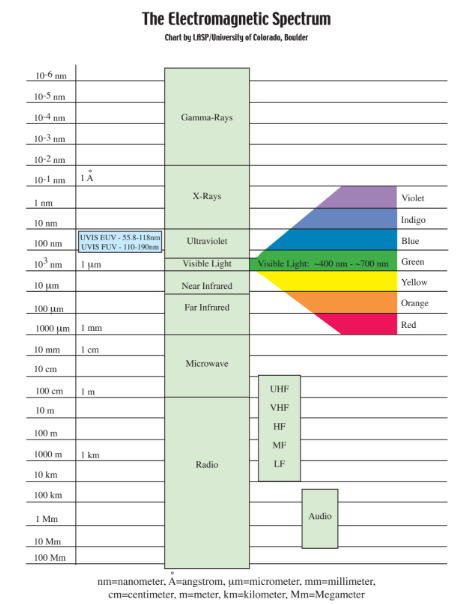 The Electromagnetic Spectrum
Chart by LASP/University of Colorado, Boulder
10-6 nm
10-5 nm
10-4 nm
Gamma-Rays
10-3 nm
10-2 nm
10-1 nm
1 Å
X-Rays
Violet
1 nm
Indigo
10 nm
UVIS EUV - 55.8-118nm
UVIS FUV - 110-190nm
Ultraviolet
Blue
100 nm
10³ nm
1 μm
Visible Light
Visible Light: ~400 nm - ~700 nm
Green
10 μm
Near Infrared
Yellow
100 μm
Far Infrared
Orange
1000 μm
1 mm
Red
10 mm
1 cm
Microwave
10 cm
100 cm
1 m
UHF
10 m
VHF
100 m
HF
1000 m
1 km
MF
Radio
LF
10 km
100 km
1 Mm
Audio
10 Mm
100 Mm
nm=nanometer, Å=angstrom, μm=micrometer, mm=millimeter,
cm=centimeter, m=meter, km=kilometer, Mm=Megameter